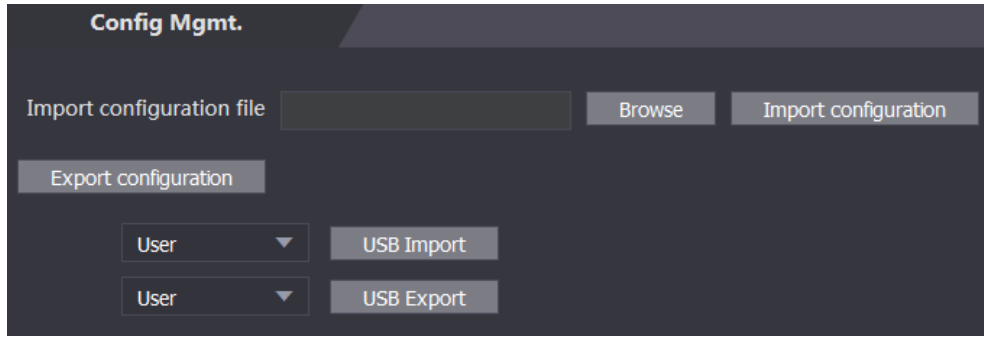 Config Mgmt.
Import configuration file Browse Import configuration
Export configuration
User USB Import
User USB Export